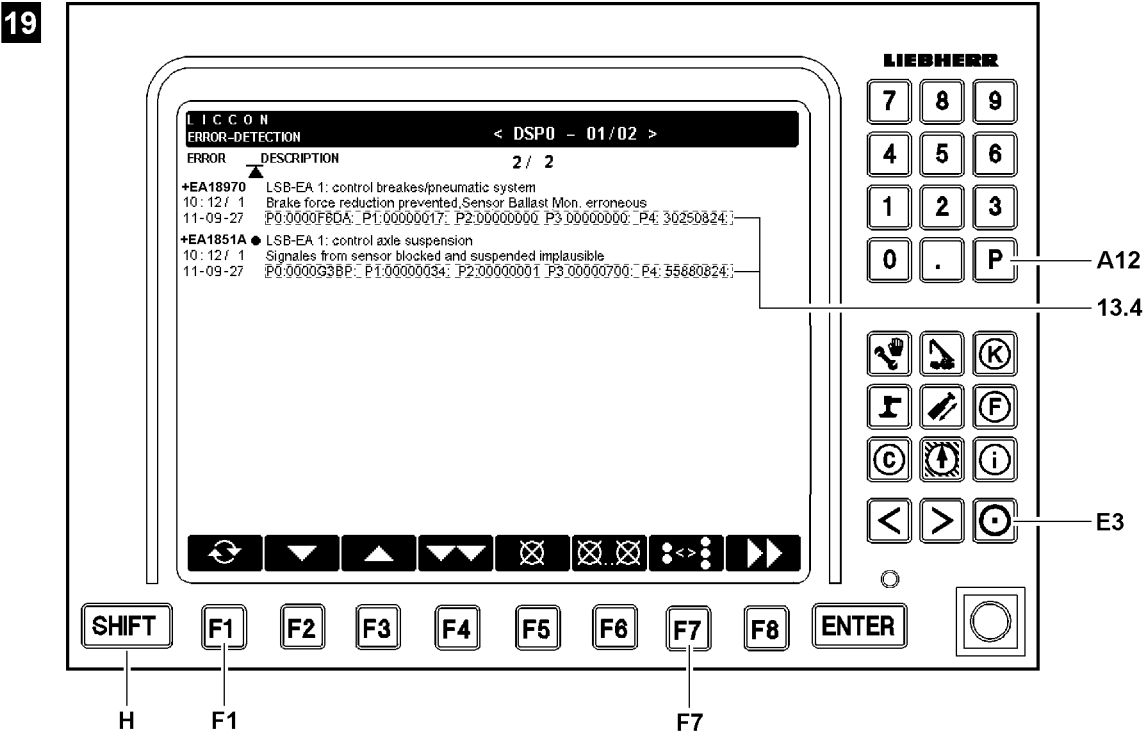 19
LIEBHERR
LICCON
ERROR-DETECTION
< DSP0 - 01/02 >
ERROR DESCRIPTION 2/ 2
+EA18970 LSB-EA 1: control breakes/pneumatic system
10:12/ 1 Brake force reduction prevented,Sensor Ballast Mon. erroneous
11-09-27 P0:0000F6DA: P1:00000017: P2:00000000 P3 00000000: P4: 30250824:
+EA1851A ● LSB-EA 1: control axle suspension
10:12/ 1 Signales from sensor blocked and suspended implausible
11-09-27 P0:0000G3BP: P1:00000034: P2:00000001 P3:00000700: P4: 55880824:
7 8 9
4 5 6
1 2 3
0 . P
A12
13.4
K
F
C i
< >
E3
<>
SHIFT F1 F2 F3 F4 F5 F6 F7 F8 ENTER
H F1 F7